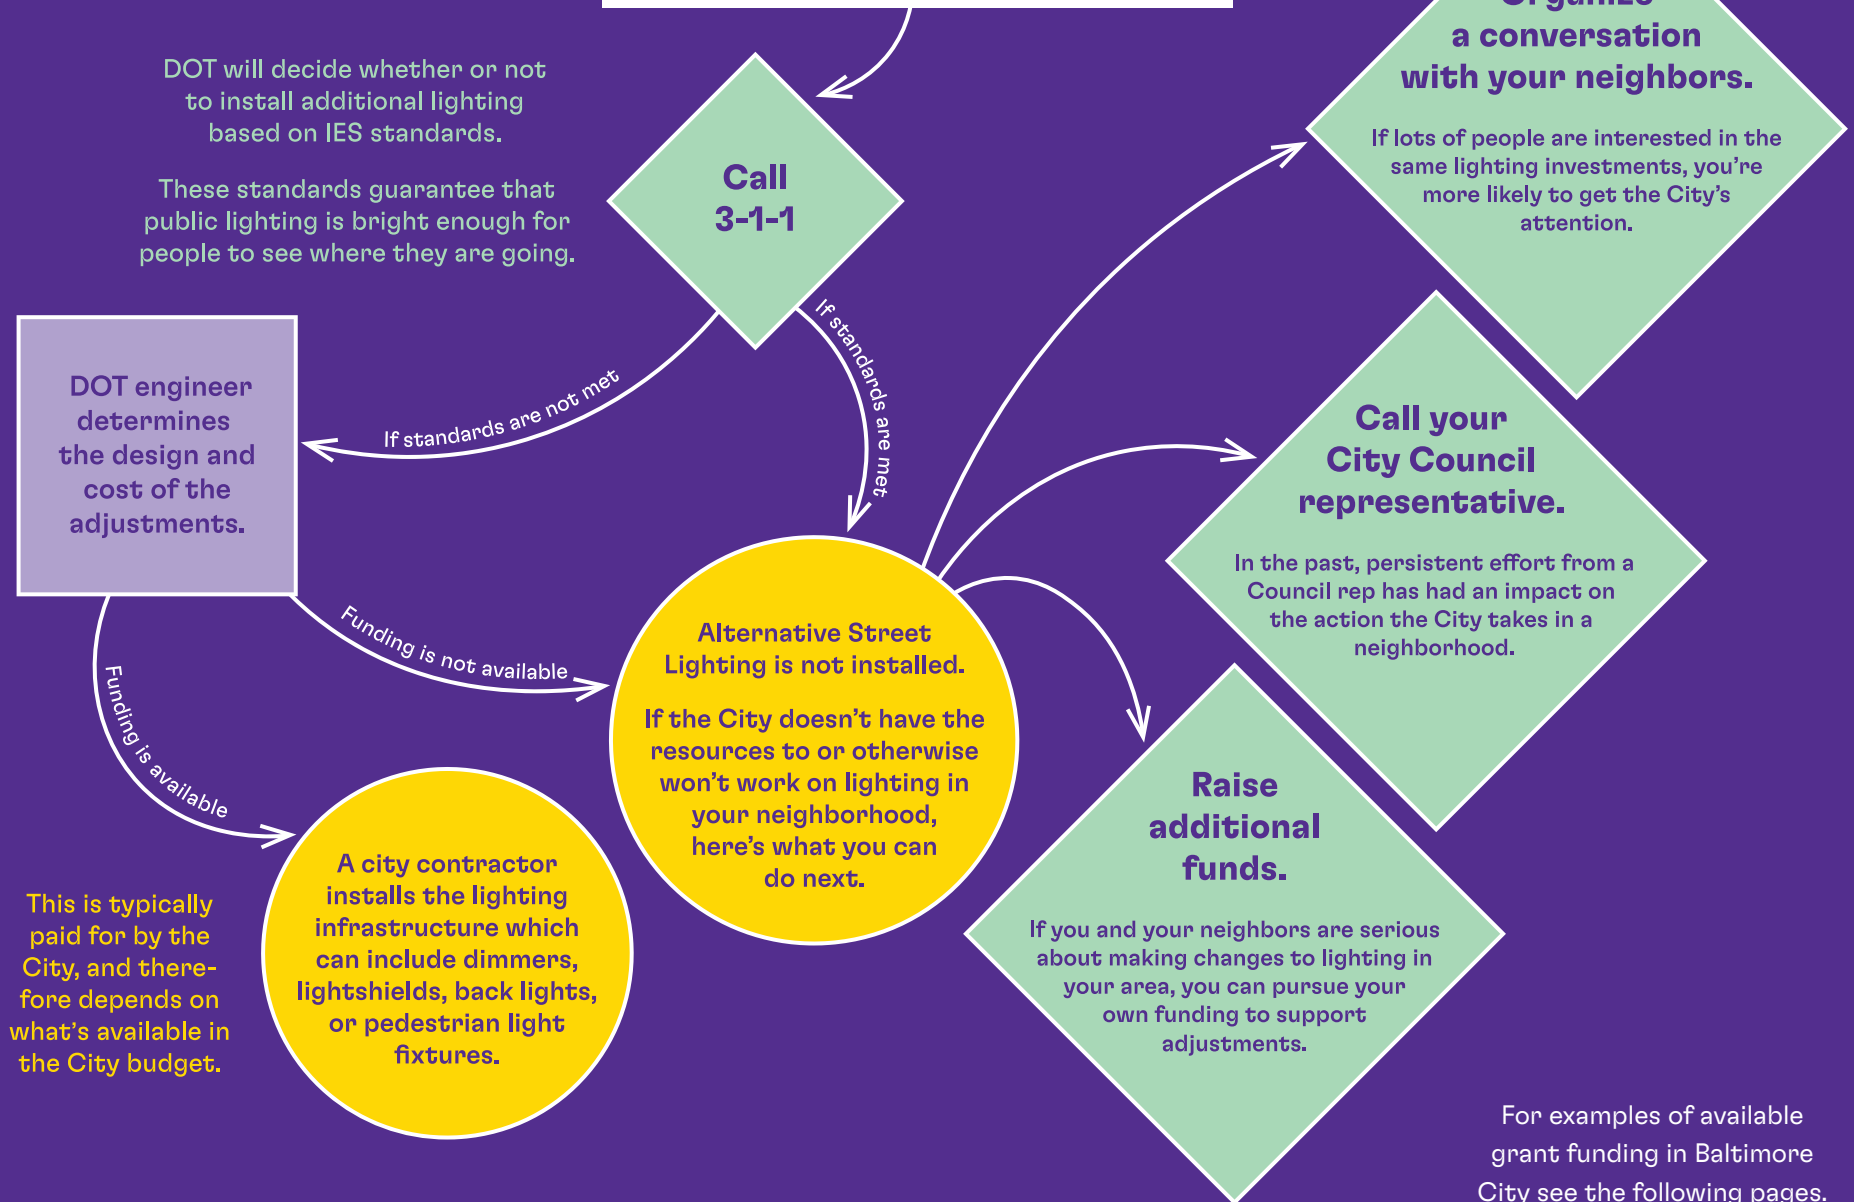 Organize
a conversation
with your neighbors.
If lots of people are interested in the
same lighting investments, you're
more likely to get the City's
attention.
DOT will decide whether or not
to install additional lighting
based on IES standards.
These standards guarantee that
public lighting is bright enough for
people to see where they are going.
Call
3-1-1
If standards are not met
If standards are met
DOT engineer
determines
the design and
cost of the
adjustments.
Funding is not available
Funding is available
Call your
City Council
representative.
In the past, persistent effort from a
Council rep has had an impact on
the action the City takes in a
neighborhood.
Alternative Street
Lighting is not installed.
If the City doesn't have the
resources to or otherwise
won't work on lighting in
your neighborhood,
here's what you can
do next.
Raise
additional
funds.
If you and your neighbors are serious
about making changes to lighting in
your area, you can pursue your
own funding to support
adjustments.
A city contractor
installs the lighting
infrastructure which
can include dimmers,
lightshields, back lights,
or pedestrian light
fixtures.
This is typically
paid for by the
City, and there-
fore depends on
what's available in
the City budget.
For examples of available
grant funding in Baltimore
City see the following pages.